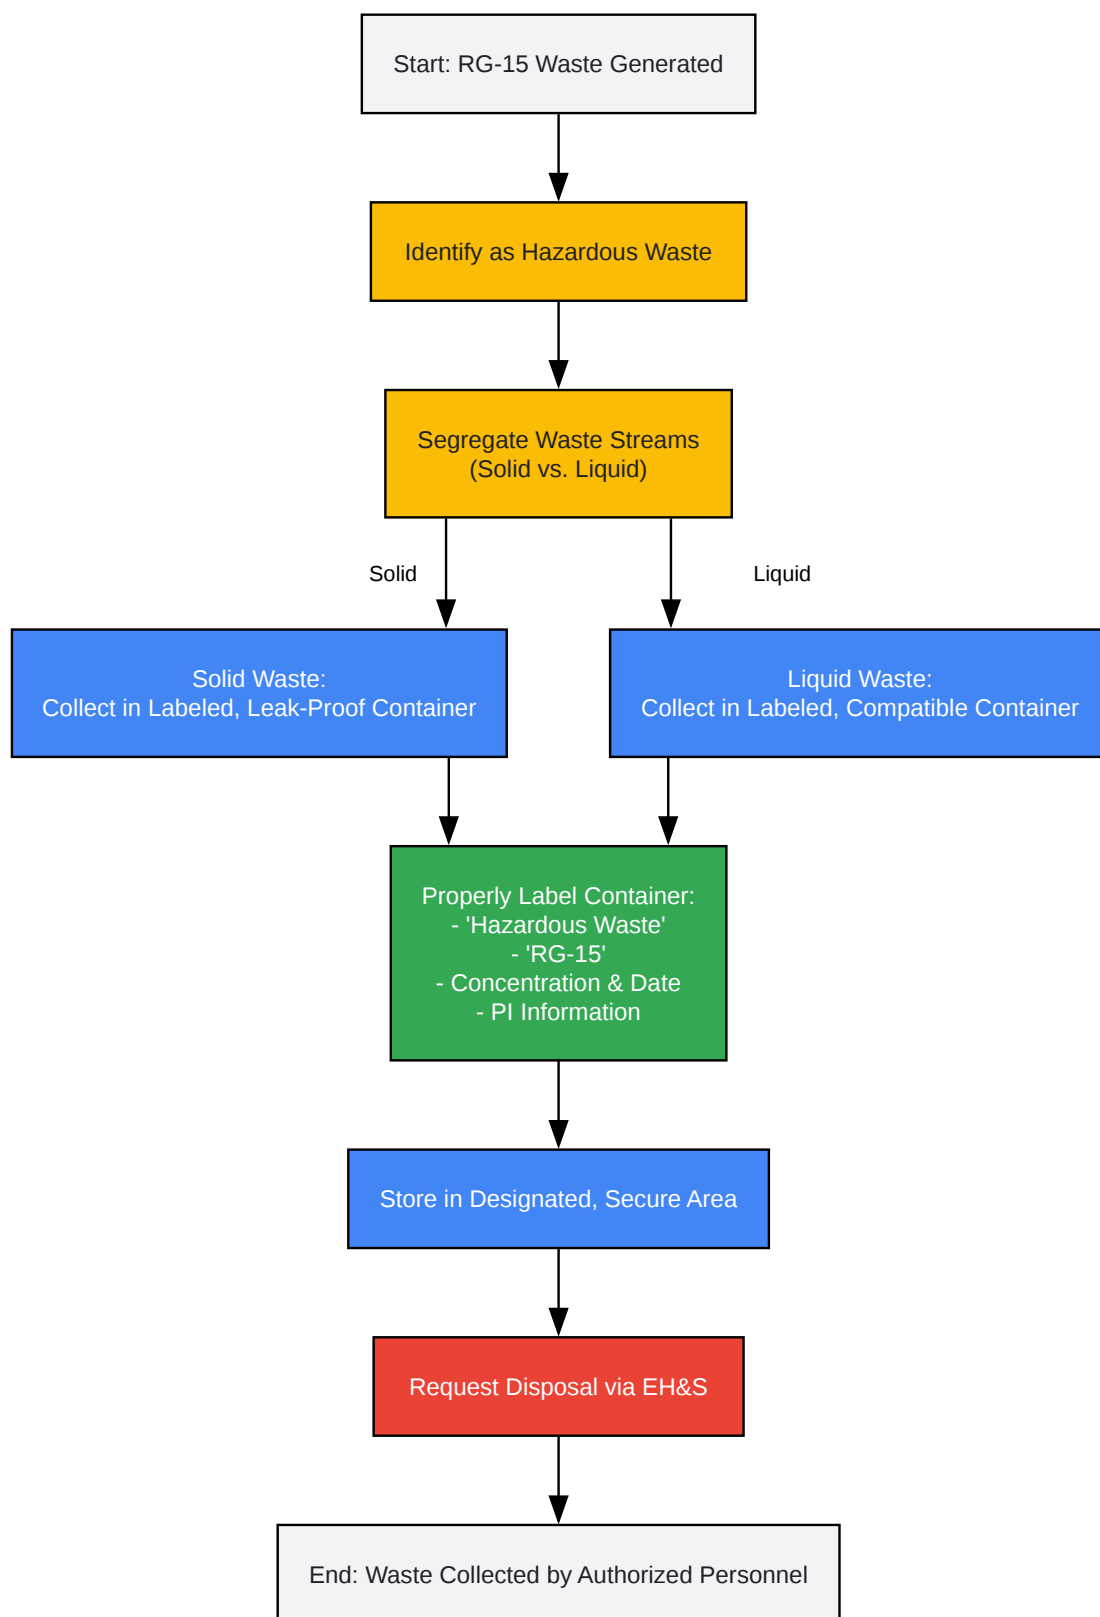 Start: RG-15 Waste Generated
Identify as Hazardous Waste
Segregate Waste Streams
(Solid vs. Liquid)
Solid
Liquid
Solid Waste:
Collect in Labeled, Leak-Proof Container
Liquid Waste:
Collect in Labeled, Compatible Container
Properly Label Container:
- 'Hazardous Waste'
- 'RG-15'
- Concentration & Date
- PI Information
Store in Designated, Secure Area
Request Disposal via EH&S
End: Waste Collected by Authorized Personnel